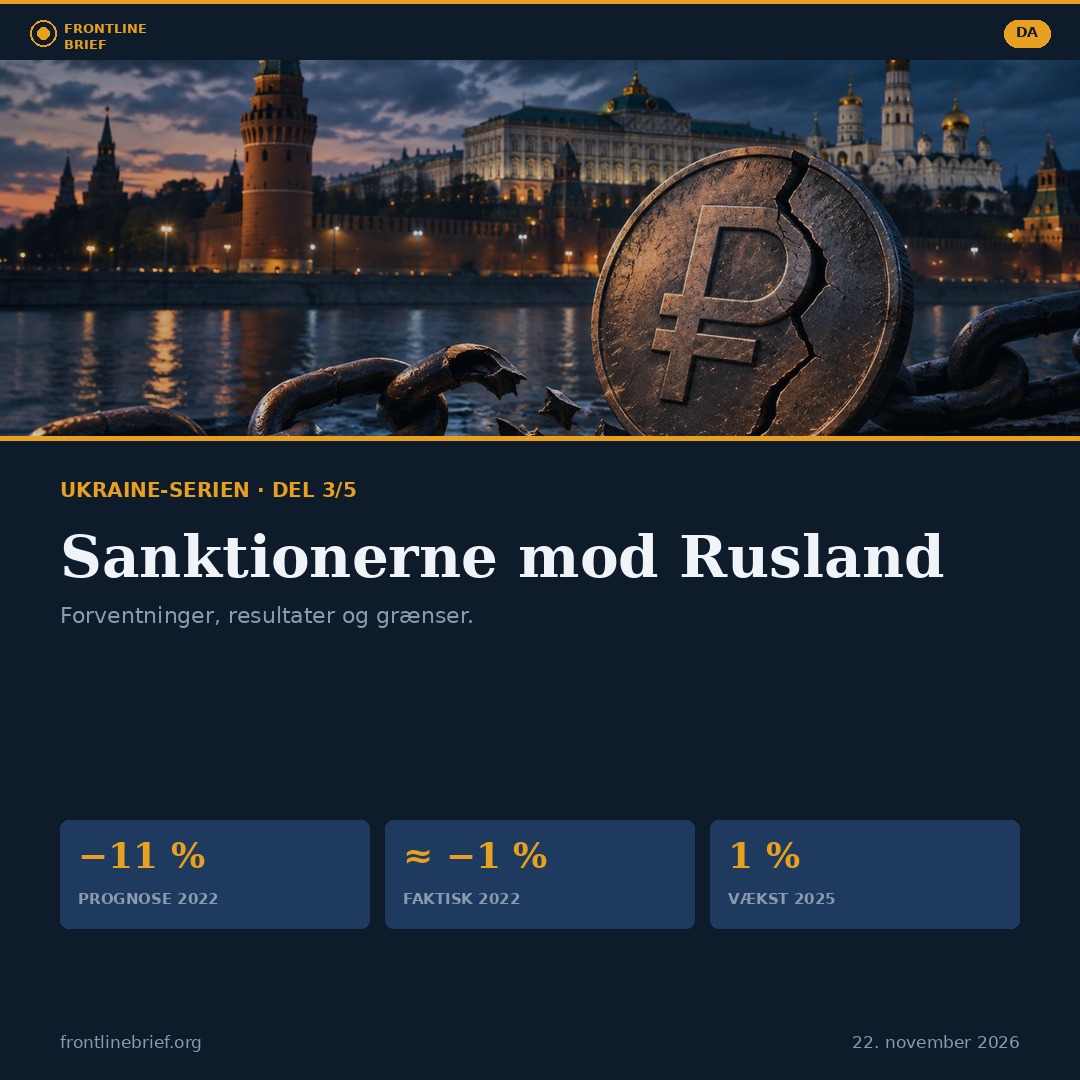 FRONTLINE
BRIEF
DA
UKRAINE-SERIEN · DEL 3/5
Sanktionerne mod Rusland
Forventninger, resultater og grænser.
−11 %
PROGNOSE 2022
≈ −1 %
FAKTISK 2022
1 %
VÆKST 2025
frontlinebrief.org
22. november 2026